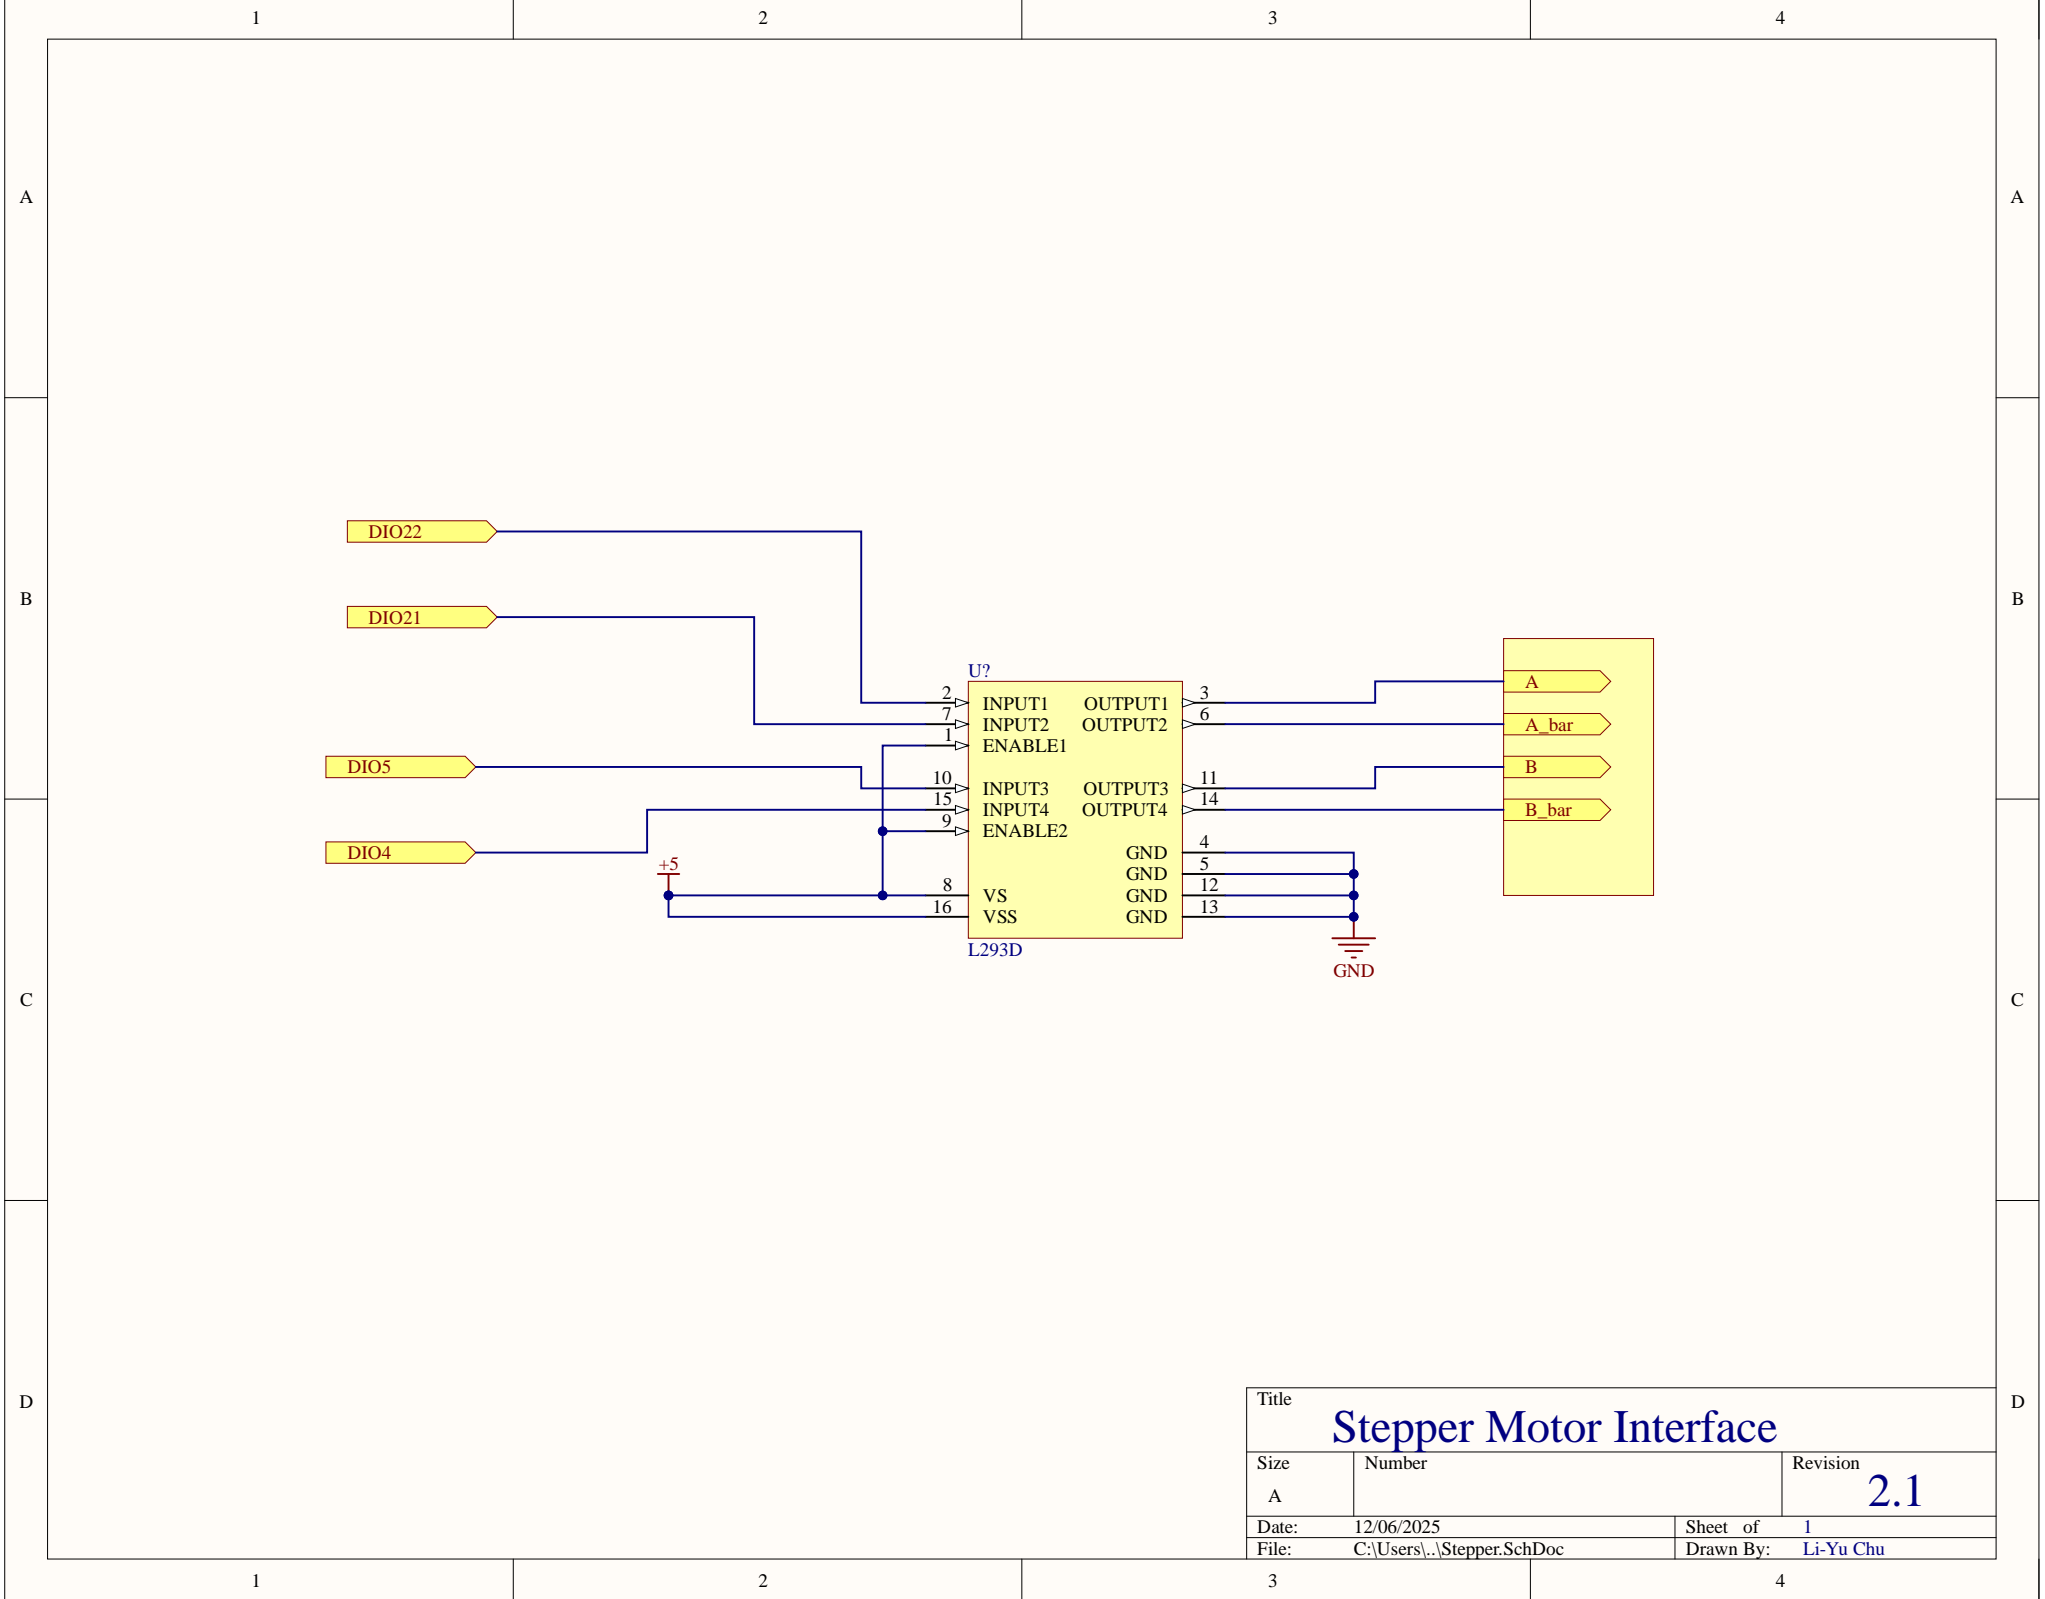 1 2 3 4
A A
B B
C C
D D
DIO22
DIO21
DIO5
DIO4
+5
U?
2 INPUT1 OUTPUT1 3
7 INPUT2 OUTPUT2 6
1 ENABLE1
10 INPUT3 OUTPUT3 11
15 INPUT4 OUTPUT4 14
9 ENABLE2
GND 4
GND 5
8 VS GND 12
16 VSS GND 13
L293D
GND
A
A_bar
B
B_bar
Title
Stepper Motor Interface
Size Number Revision
A 2.1
Date: 12/06/2025 Sheet of 1
File: C:\Users\..\Stepper.SchDoc Drawn By: Li-Yu Chu
1 2 3 4